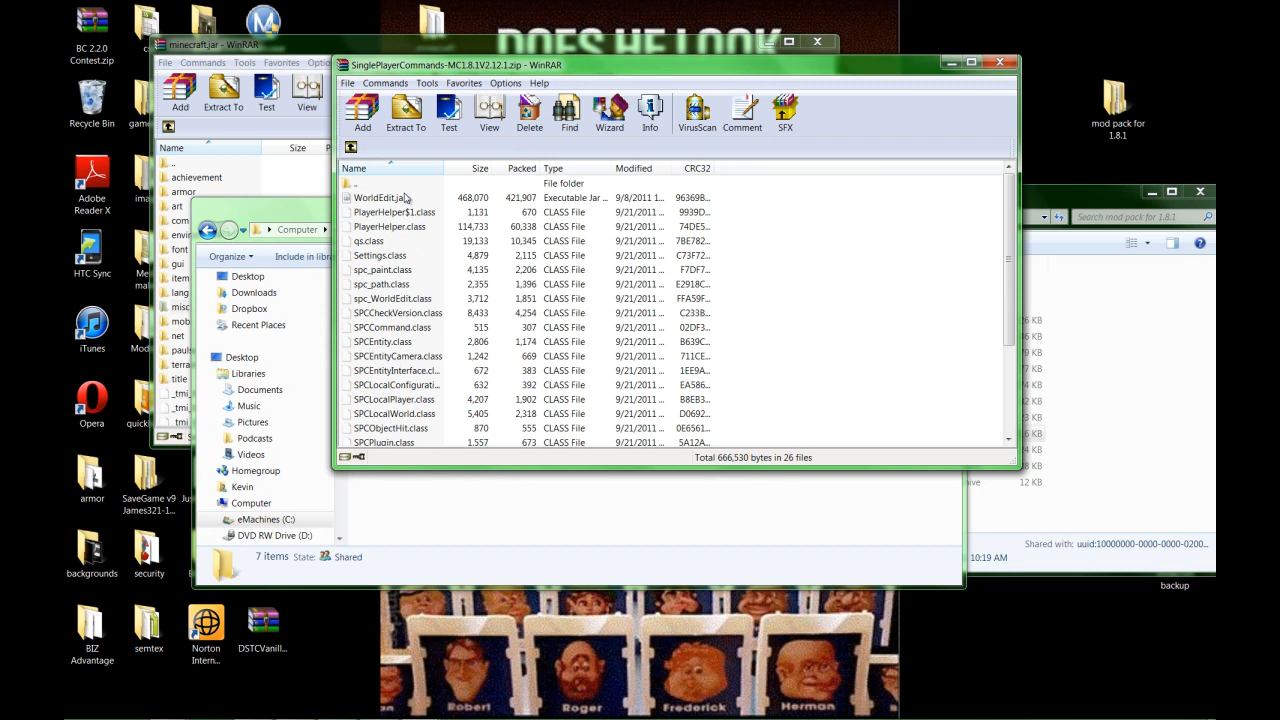 DOES HE LOOK
BC 2.2.0
Contest.zip
Recycle Bin
Adobe
Reader X
HTC Sync
iTunes
Opera
armor
SaveGame v9
James321-1...
backgrounds
security
BIZ
Advantage
semtex
Norton
Intern...
DSTCVanill...
mod pack for
1.8.1
backup
minecraft.jar - WinRAR
File Commands Tools Favorites
Add Extract To Test View
Name Size
..
achievement
armor
art
com
font
gui
item
lang
misc
mob
net
terra
title
SinglePlayerCommands-MC1.8.1V2.12.1.zip - WinRAR
File Commands Tools Favorites Options Help
Add Extract To Test View Delete Find Wizard Info VirusScan Comment SFX
Name Size Packed Type Modified CRC32
.. File folder
WorldEdit.ja 468,070 421,907 Executable Jar ... 9/8/2011 1... 96369B...
PlayerHelper$1.class 1,131 670 CLASS File 9/21/2011 ... 9939D...
PlayerHelper.class 114,733 60,338 CLASS File 9/21/2011 ... 74DE5...
qs.class 19,133 10,345 CLASS File 9/21/2011 ... 7BE782...
Settings.class 4,879 2,115 CLASS File 9/21/2011 ... C73F72...
spc_paint.class 4,135 2,206 CLASS File 9/21/2011 ... F7DF7...
spc_path.class 2,355 1,396 CLASS File 9/21/2011 ... E2918C...
spc_WorldEdit.class 3,712 1,851 CLASS File 9/21/2011 ... FFA59F...
SPCCheckVersion.class 8,433 4,254 CLASS File 9/21/2011 ... C233B...
SPCCommand.class 515 307 CLASS File 9/21/2011 ... 02DF3...
SPCEntity.class 2,806 1,174 CLASS File 9/21/2011 ... B639C...
SPCEntityCamera.class 1,242 669 CLASS File 9/21/2011 ... 711CE...
SPCEntityInterface.cl... 672 383 CLASS File 9/21/2011 ... 1EE9A...
SPCLocalConfigurati... 632 392 CLASS File 9/21/2011 ... EA586...
SPCLocalPlayer.class 4,207 1,902 CLASS File 9/21/2011 ... B8EB3...
SPCLocalWorld.class 5,405 2,318 CLASS File 9/21/2011 ... D0692...
SPCObjectHit.class 870 555 CLASS File 9/21/2011 ... 0E6561...
SPCPlugin.class 1,557 673 CLASS File 9/21/2011 ... 5A12A...
Total 666,530 bytes in 26 files
Computer
Organize Include in libra
Desktop
Downloads
Dropbox
Recent Places
Desktop
Libraries
Documents
Music
Pictures
Podcasts
Videos
Homegroup
Kevin
Computer
eMachines (C:)
DVD RW Drive (D:)
7 items State: Shared
Search mod pack for 1.8.1
12 KB
Shared with: uuid:10000000-0000-0000-0200...
10:19 AM
Robert
Roger
Frederick
Herman